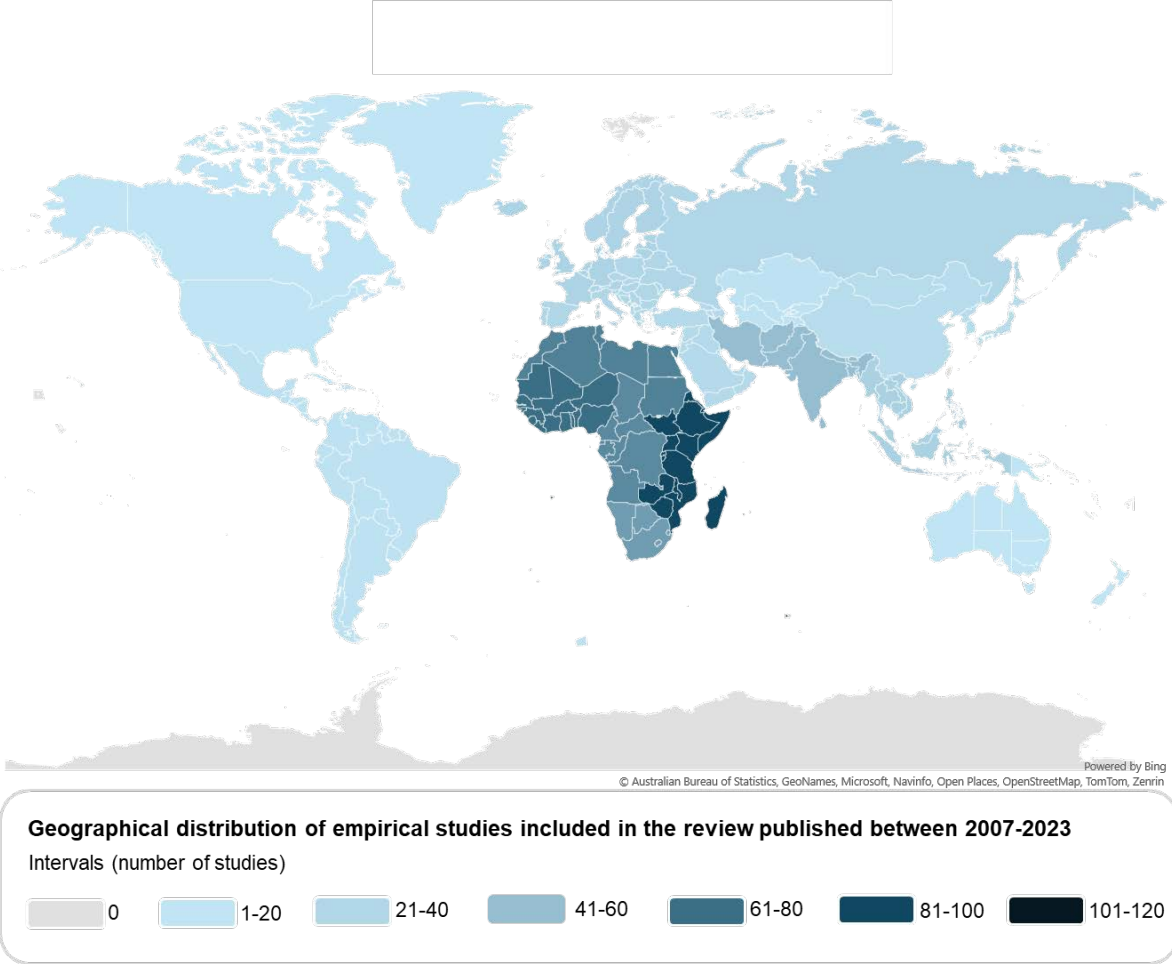 Powered by Bing
© Australian Bureau of Statistics, GeoNames, Microsoft, Navinfo, Open Places, OpenStreetMap, TomTom, Zenrin
Geographical distribution of empirical studies included in the review published between 2007-2023
Intervals (number of studies)
0 1-20 21-40 41-60 61-80 81-100 101-120